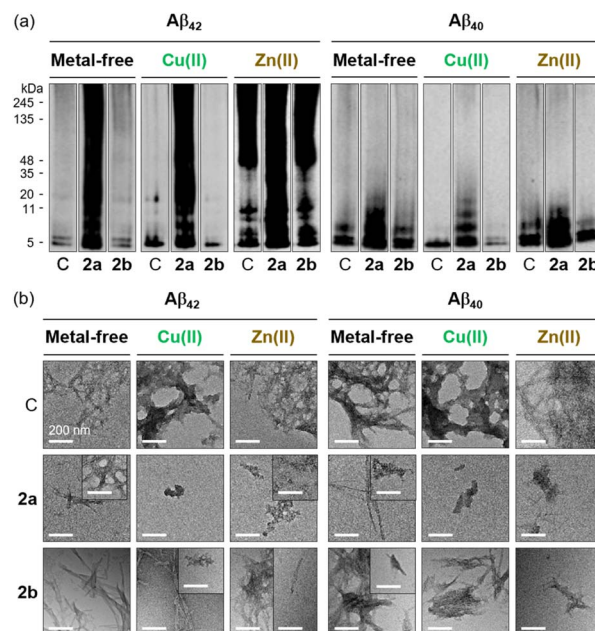 (a)
Aβ42 Aβ40
Metal-free Cu(II) Zn(II) Metal-free Cu(II) Zn(II)
kDa
245 -
135 -
48 -
35 -
20 -
11 -
5 -
C 2a 2b C 2a 2b C 2a 2b C 2a 2b C 2a 2b C 2a 2b
(b)
Aβ42 Aβ40
Metal-free Cu(II) Zn(II) Metal-free Cu(II) Zn(II)
C
200 nm
2a
2b